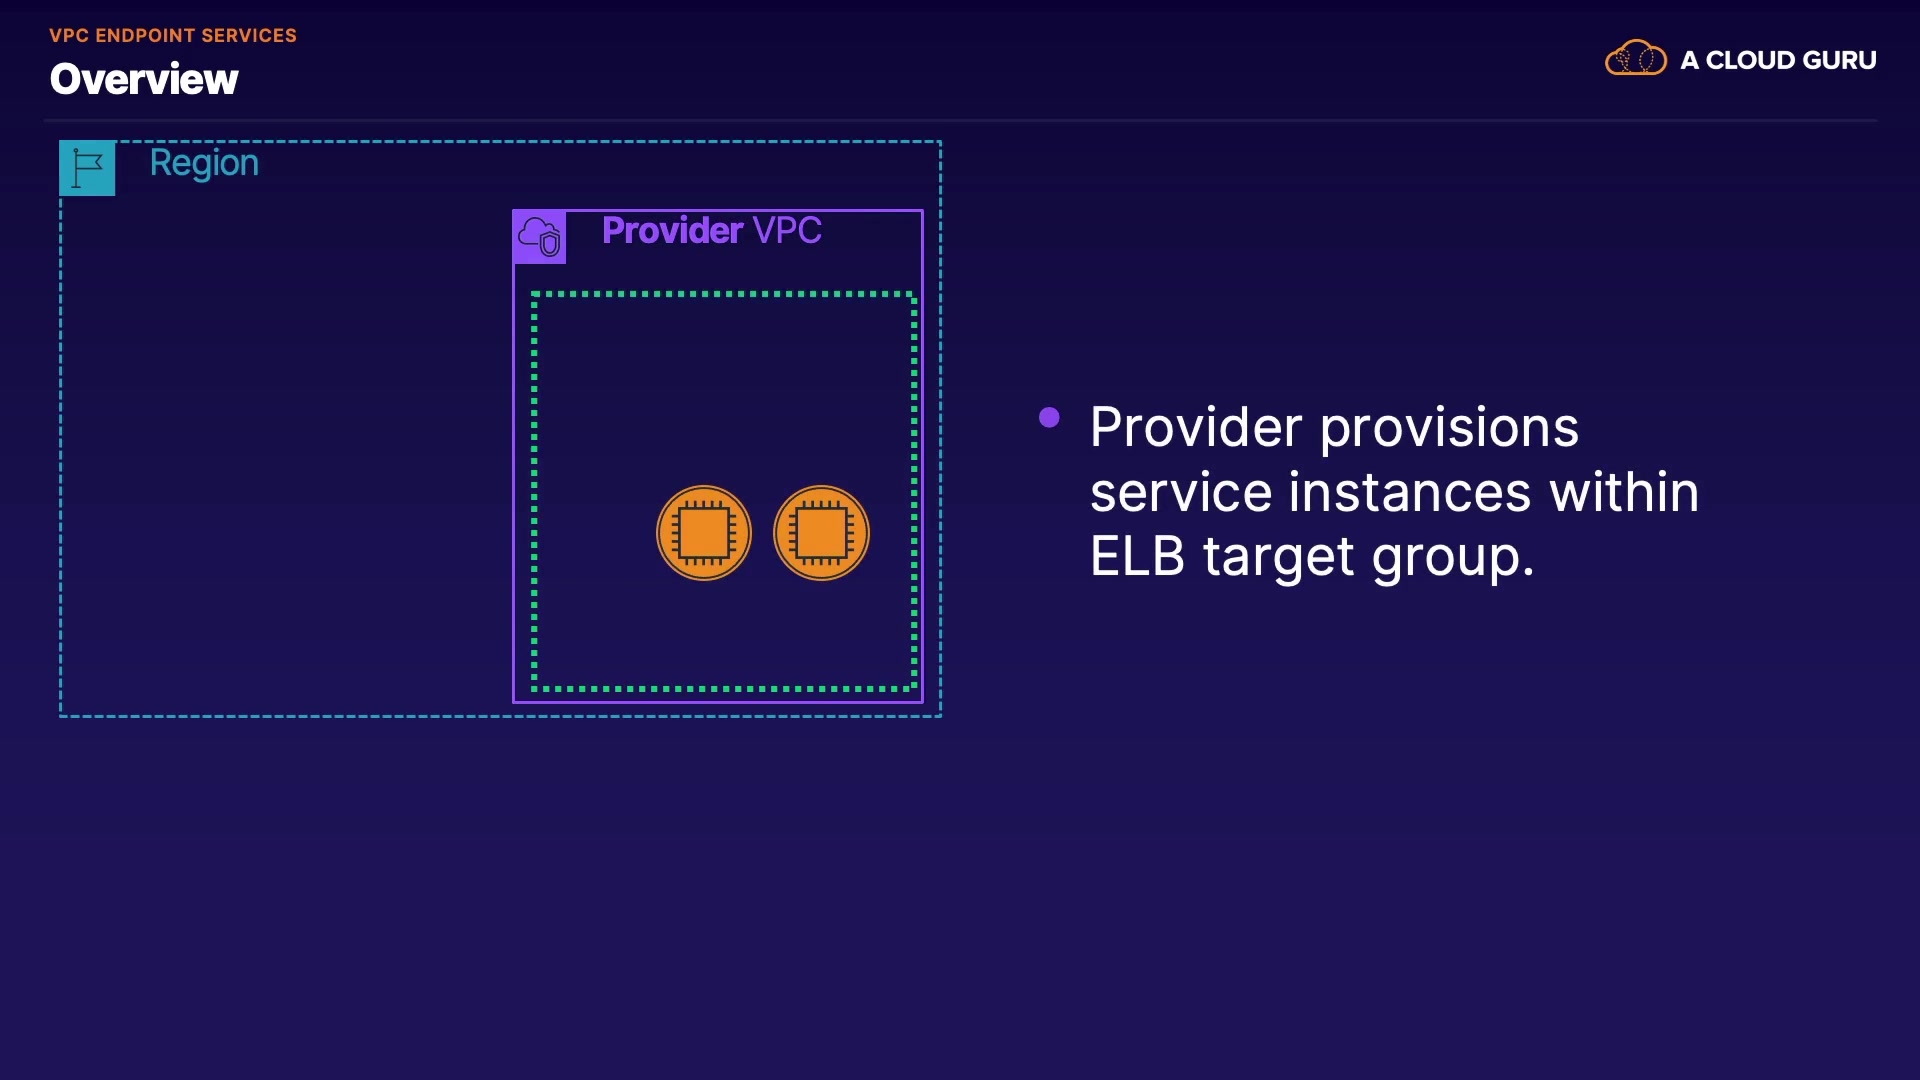 VPC ENDPOINT SERVICES
Overview
A CLOUD GURU
Region
Provider VPC
Provider provisions
service instances within
ELB target group.